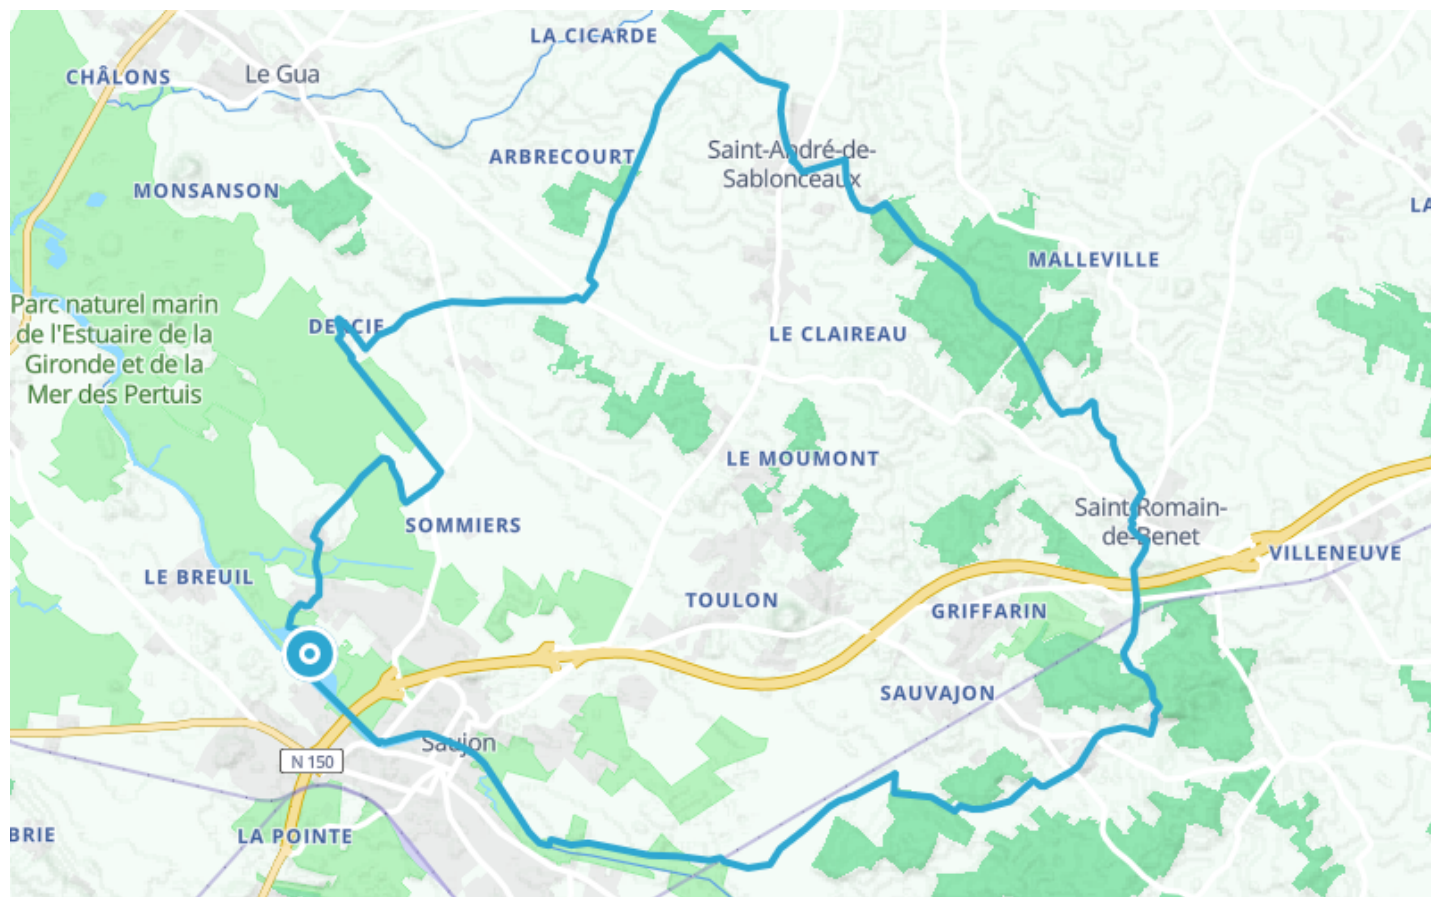 LA CICARDE
CHÂLONS
Le Gua
Saint-André-de-
Sablonceaux
ARBRECOURT
MONSANSON
LA
MALLEVILLE
Parc naturel marin
de l'Estuaire de la
Gironde et de la
Mer des Pertuis
LE CLAIREAU
LE MOUMONT
Saint-Romain-
de-Benet
SOMMIERS
VILLENEUVE
LE BREUIL
TOULON
GRIFFARIN
SAUVAJON
Saujon
N 150
BRIE
LA POINTE